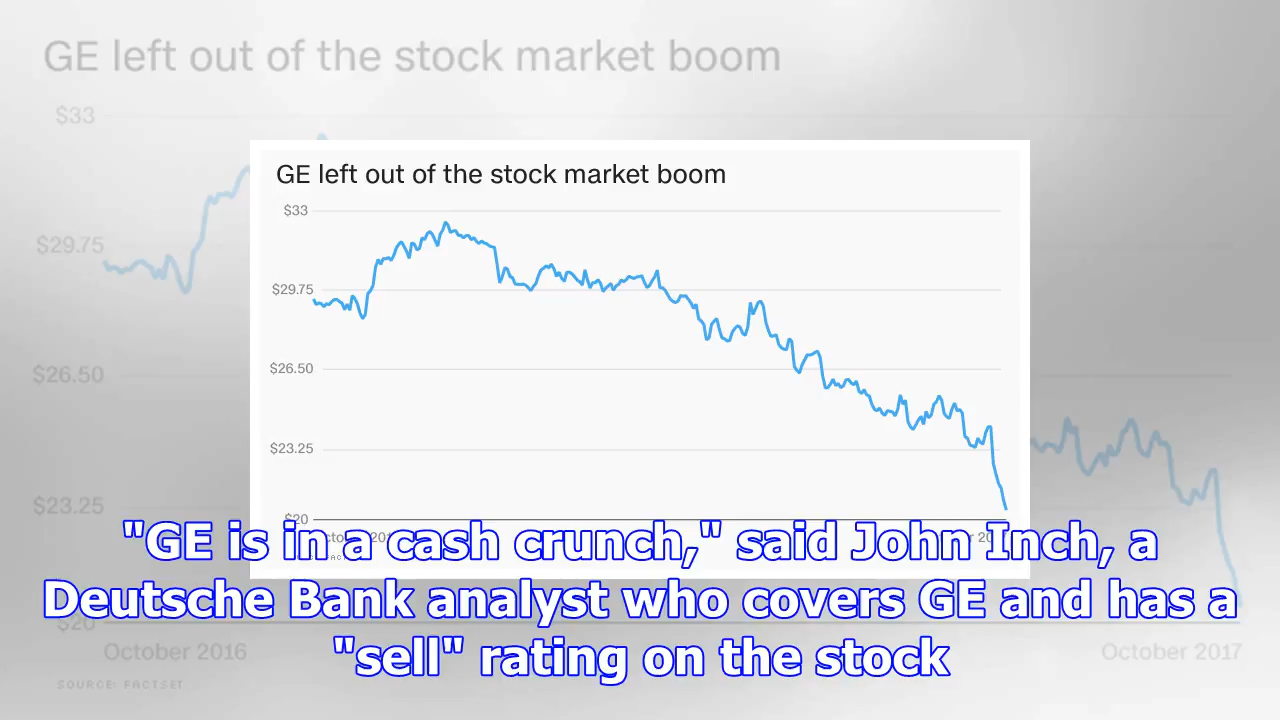 GE left out of the stock market boom
$33
$29.75
$26.50
$23.25
$20
October 2016
October 2017
SOURCE: FACTSET
GE left out of the stock market boom
$33
$29.75
$26.50
$23.25
$20
"GE is in a cash crunch," said John Inch, a
Deutsche Bank analyst who covers GE and has a
"sell" rating on the stock